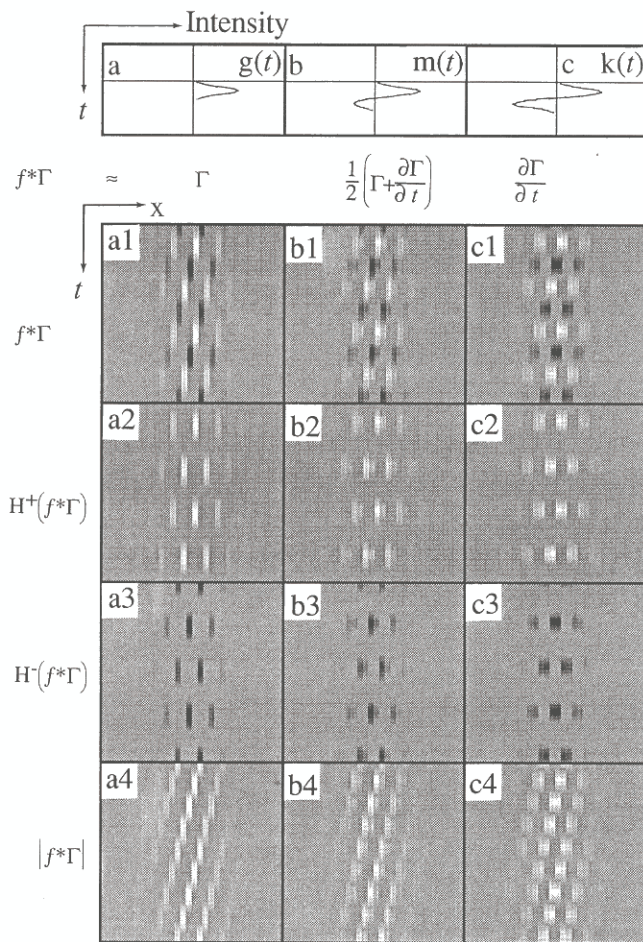 Intensity
a g(t) b m(t) c k(t)
t
f*Γ ≈ Γ 1/2(Γ+∂Γ/∂t) ∂Γ/∂t
x
a1 b1 c1
t
f*Γ
a2 b2 c2
H⁺(f*Γ)
a3 b3 c3
H⁻(f*Γ)
a4 b4 c4
|f*Γ|